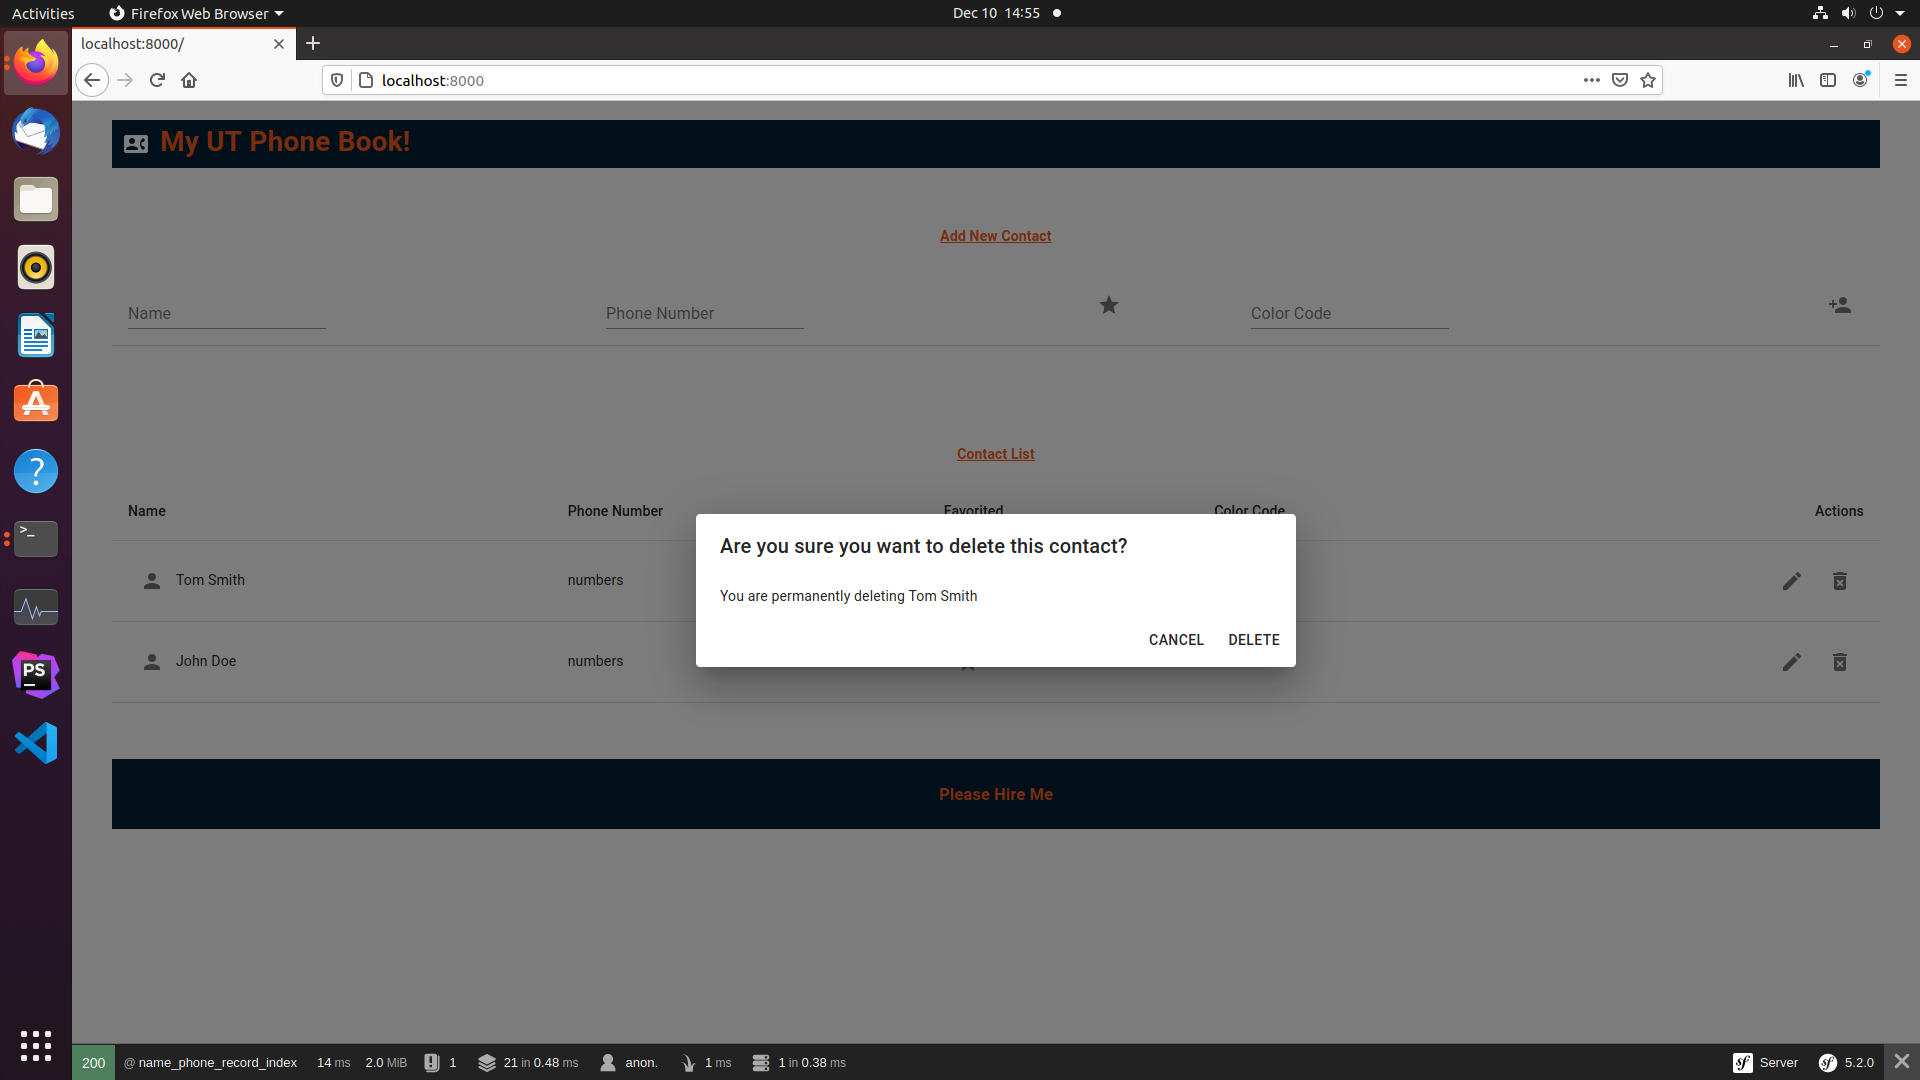 Activities
Firefox Web Browser
Dec 10 14:55
localhost:8000/
localhost:8000
My UT Phone Book!
Add New Contact
Name
Phone Number
Color Code
Contact List
Name
Phone Number
Favorited
Color Code
Actions
Are you sure you want to delete this contact?
Tom Smith
numbers
You are permanently deleting Tom Smith
CANCEL
DELETE
John Doe
numbers
PS
Please Hire Me
200
@ name_phone_record_index
14 ms
2.0 MiB
1
21 in 0.48 ms
anon.
1 ms
1 in 0.38 ms
sf
Server
sf
5.2.0